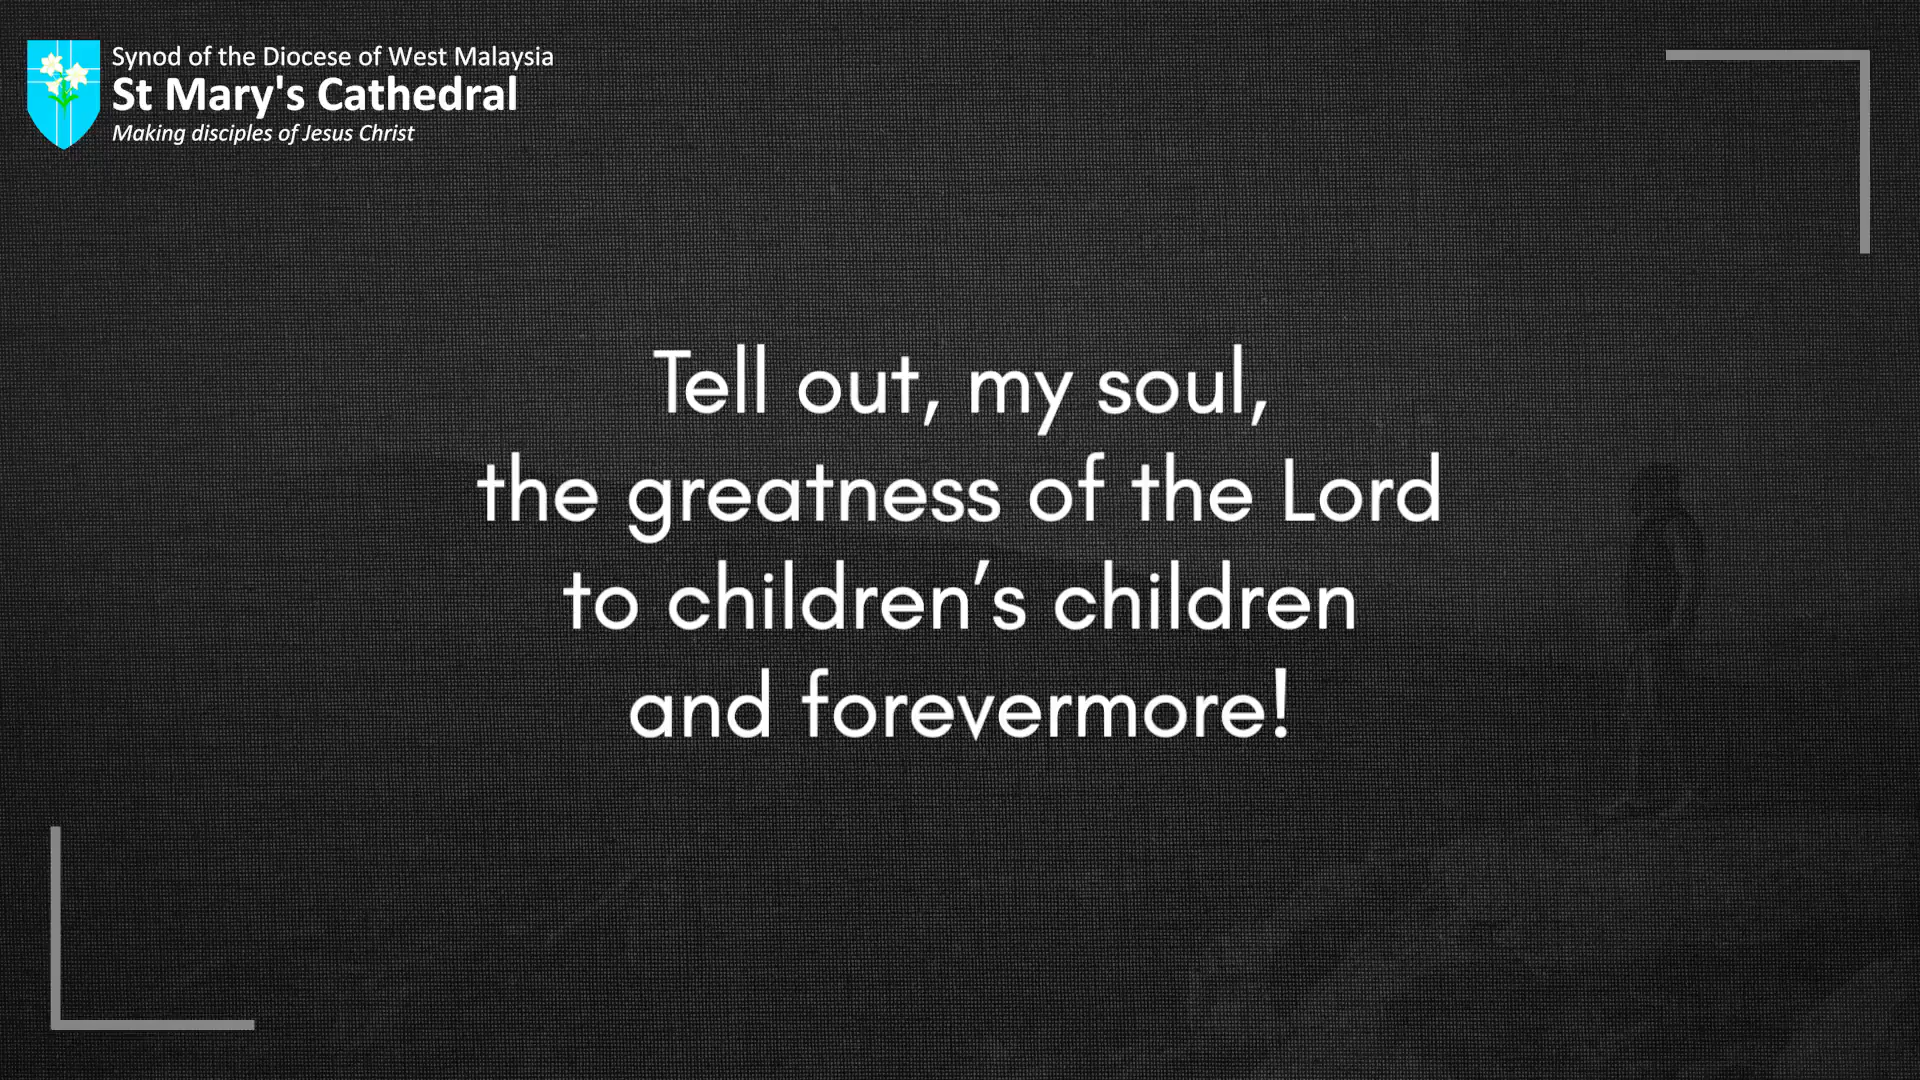 Synod of the Diocese of West Malaysia
St Mary's Cathedral
Making disciples of Jesus Christ
Tell out, my soul,
the greatness of the Lord
to children’s children
and forevermore!